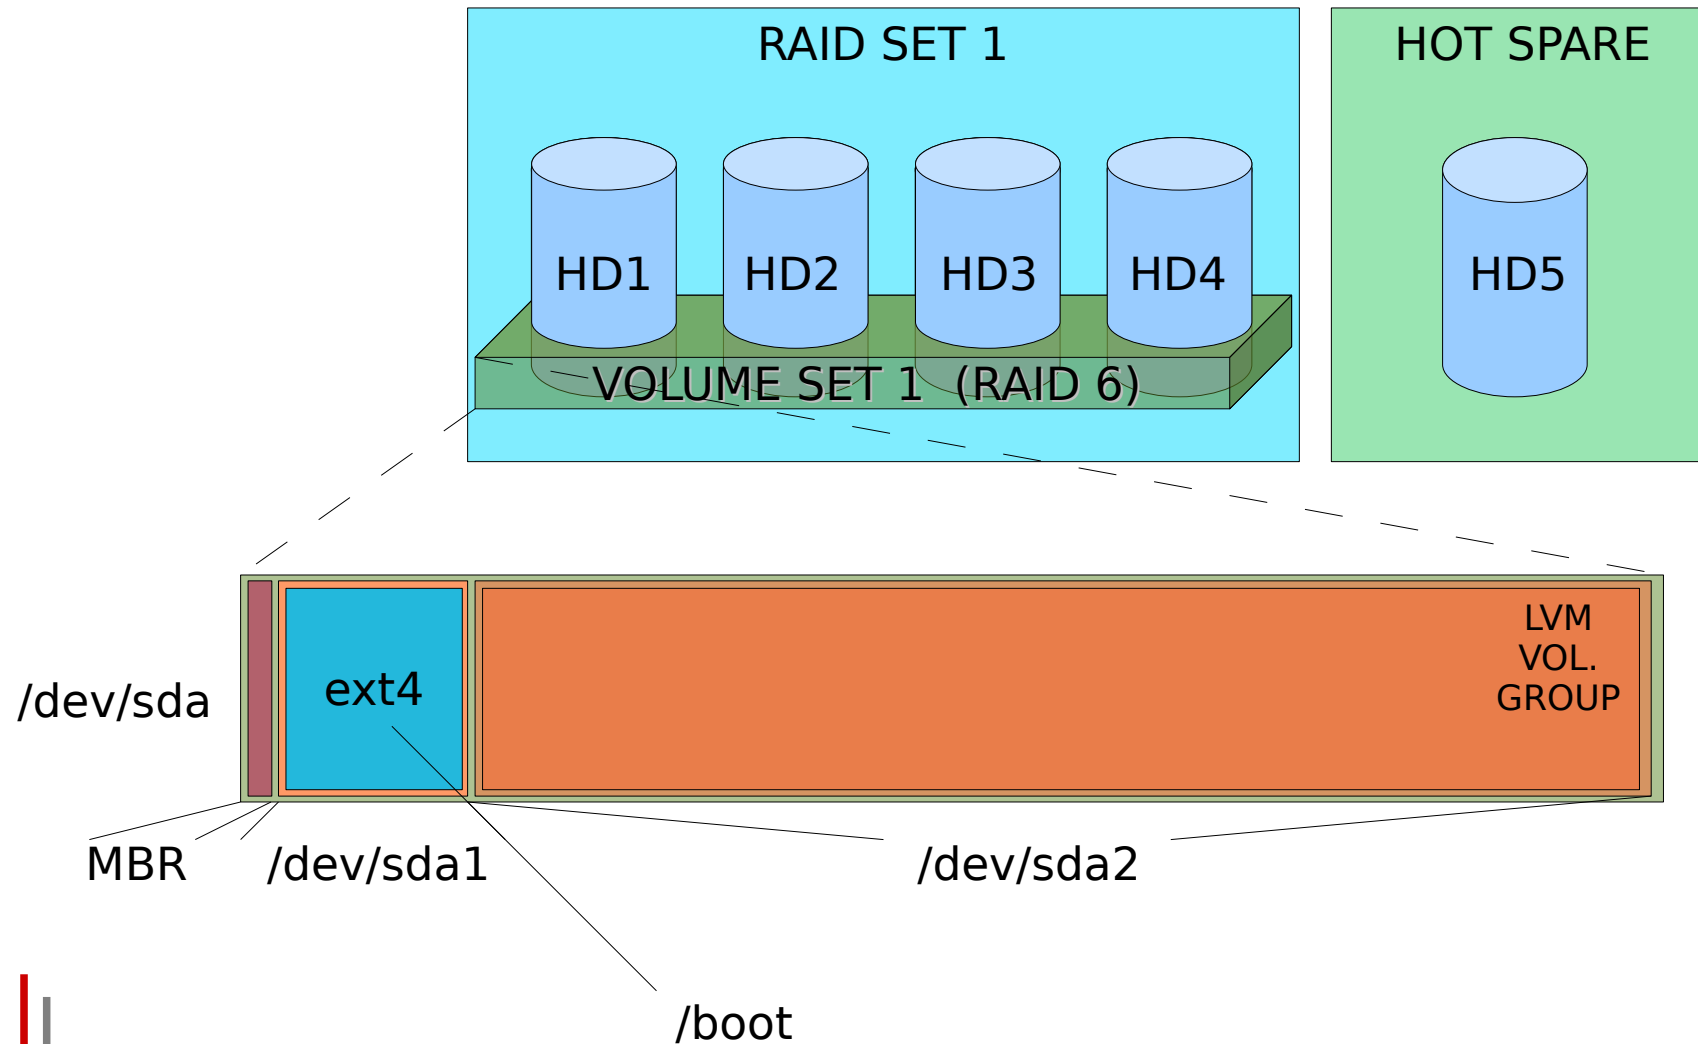 RAID SET 1
HOT SPARE
HD1
HD2
HD3
HD4
HD5
VOLUME SET 1  (RAID 6)
LVM
VOL.
GROUP
ext4
/dev/sda
MBR
/dev/sda1
/dev/sda2
/boot